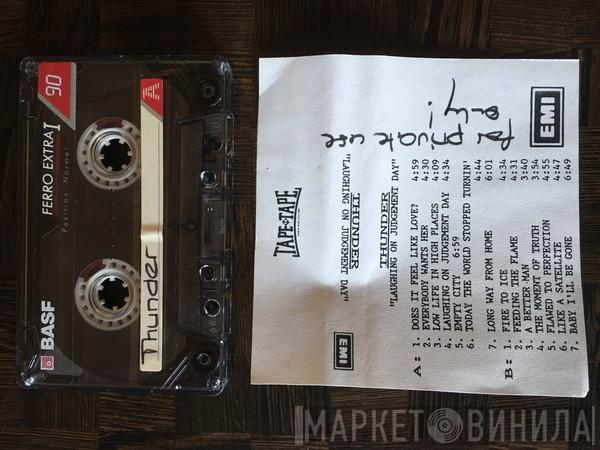 BASF
FERRO EXTRA I
90
Position Normal
Thunder
EMI
TAPE TO TAPE
THUNDER
"LAUGHING ON JUDGEMENT DAY"
THUNDER
"LAUGHING ON JUDGEMENT DAY"
A: 1. DOES IT FEEL LIKE LOVE? 4:59
2. EVERYBODY WANTS HER 4:30
3. LOW LIFE IN HIGH PLACES 4:09
4. LAUGHING ON JUDGEMENT DAY 4:34
5. EMPTY CITY 6:59
6. TODAY THE WORLD STOPPED TURNIN' 4:44
7. LONG WAY FROM HOME 6:01
B: 1. FIRE TO ICE 4:34
2. FEEDING THE FLAME 4:31
3. A BETTER MAN 3:40
4. THE MOMENT OF TRUTH 3:54
5. FLAWED TO PERFECTION 4:55
6. LIKE A SATELLITE 4:47
7. BABY I'LL BE GONE 6:49
for private use
only!
EMI
МАРКЕТОВИНИЛА